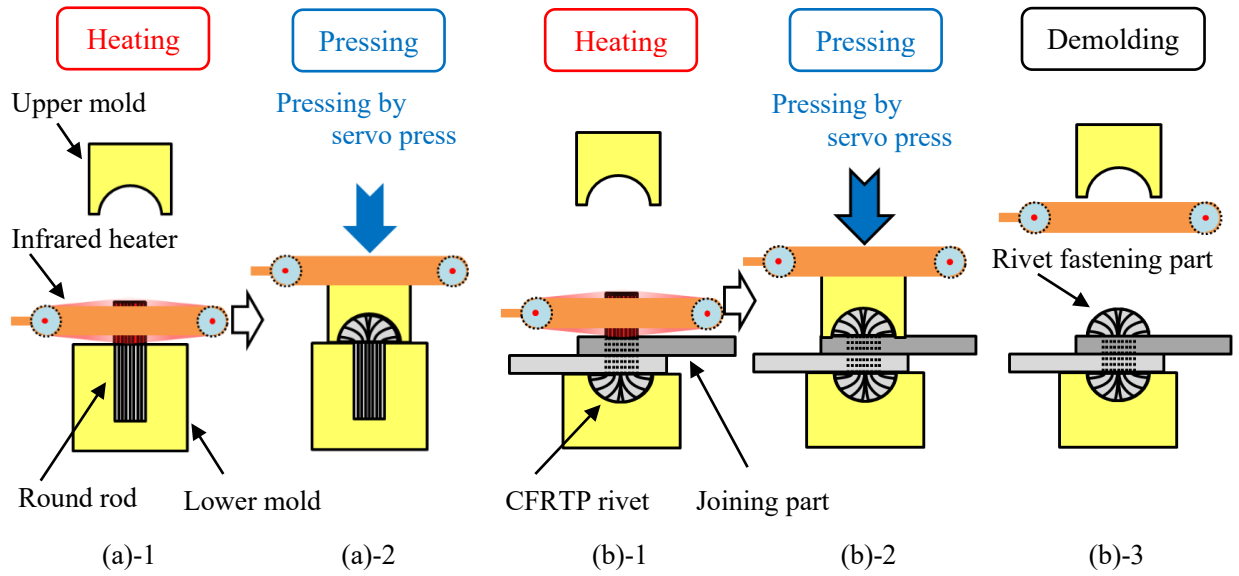 Heating
Pressing
Heating
Pressing
Demolding
Upper mold
Pressing by
servo press
Pressing by
servo press
Infrared heater
Rivet fastening part
Round rod
Lower mold
CFRTP rivet
Joining part
(a)-1
(a)-2
(b)-1
(b)-2
(b)-3